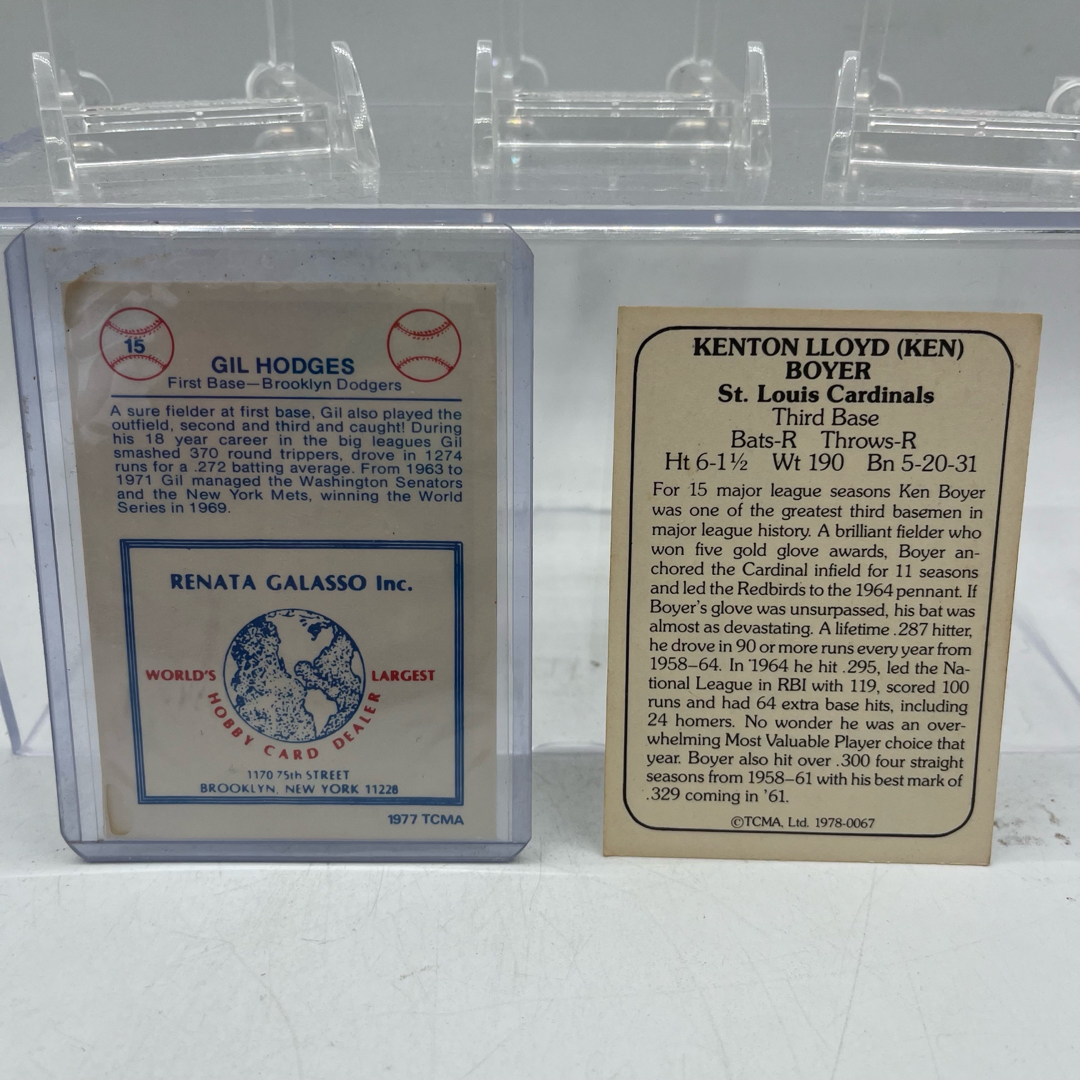 15
GIL HODGES
First Base—Brooklyn Dodgers
A sure fielder at first base, Gil also played the
outfield, second and third and caught! During
his 18 year career in the big leagues Gil
smashed 370 round trippers, drove in 1274
runs for a .272 batting average. From 1963 to
1971 Gil managed the Washington Senators
and the New York Mets, winning the World
Series in 1969.
RENATA GALASSO Inc.
WORLD'S LARGEST
HOBBY CARD DEALER
1170 75th STREET
BROOKLYN, NEW YORK 11228
1977 TCMA
KENTON LLOYD (KEN)
BOYER
St. Louis Cardinals
Third Base
Bats-R Throws-R
Ht 6-1½ Wt 190 Bn 5-20-31
For 15 major league seasons Ken Boyer
was one of the greatest third basemen in
major league history. A brilliant fielder who
won five gold glove awards, Boyer an-
chored the Cardinal infield for 11 seasons
and led the Redbirds to the 1964 pennant. If
Boyer's glove was unsurpassed, his bat was
almost as devastating. A lifetime .287 hitter,
he drove in 90 or more runs every year from
1958–64. In 1964 he hit .295, led the Na-
tional League in RBI with 119, scored 100
runs and had 64 extra base hits, including
24 homers. No wonder he was an over-
whelming Most Valuable Player choice that
year. Boyer also hit over .300 four straight
seasons from 1958–61 with his best mark of
.329 coming in '61.
©TCMA, Ltd. 1978-0067